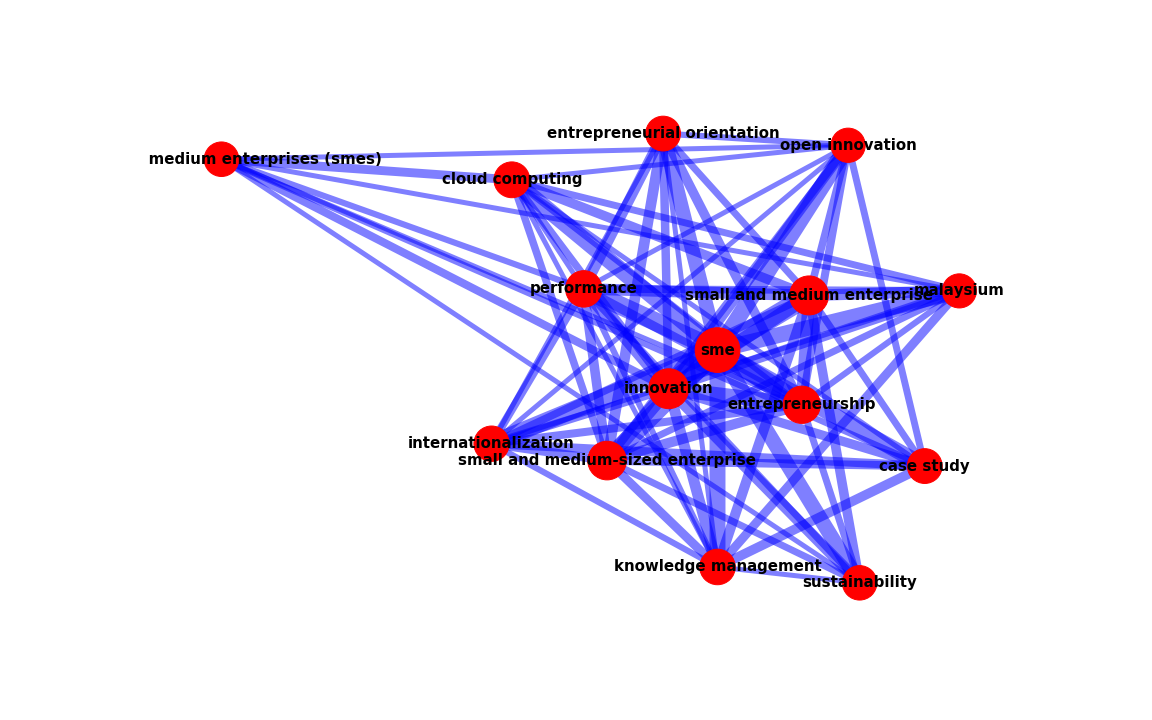 entrepreneurial orientation
open innovation
medium enterprises (smes)
cloud computing
performance
small and medium enterprise
malaysium
sme
innovation
entrepreneurship
internationalization
small and medium-sized enterprise
case study
knowledge management
sustainability